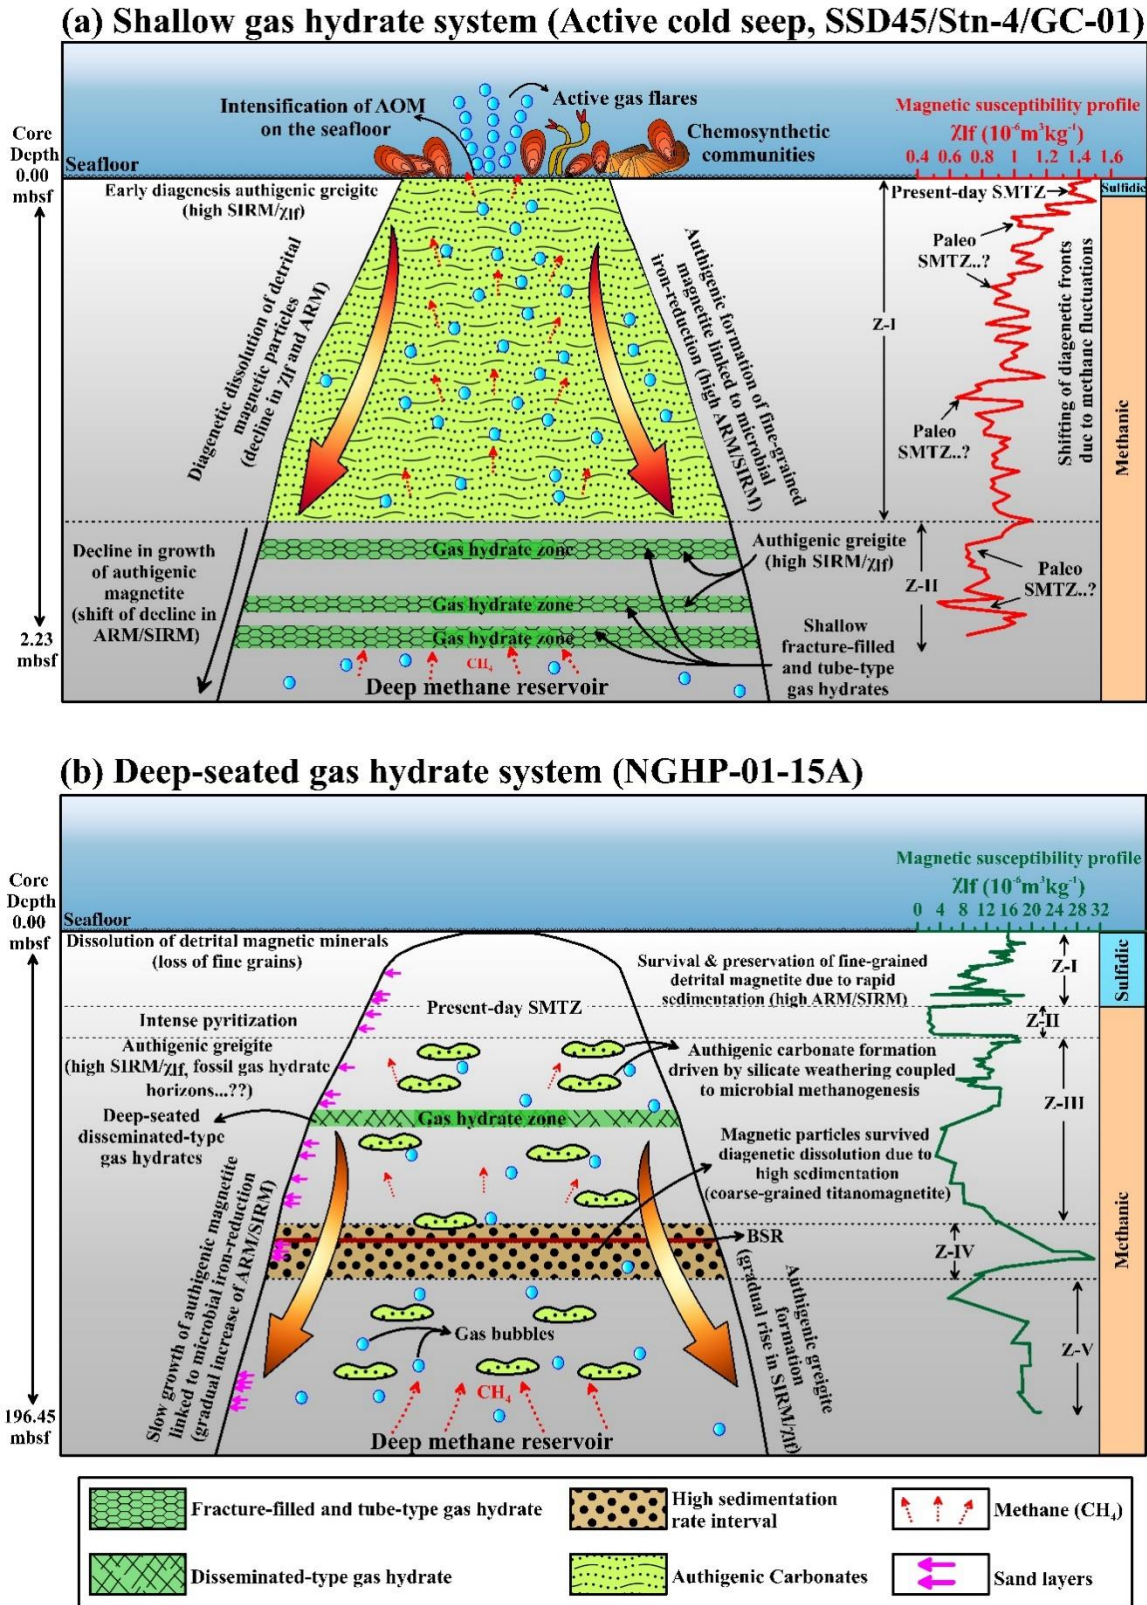 (a) Shallow gas hydrate system (Active cold seep, SSD45/Stn-4/GC-01)
Core
Depth
0.00
mbsf
2.23
mbsf
Seafloor
Intensification of AOM
on the seafloor
Active gas flares
Chemosynthetic
communities
Magnetic susceptibility profile
χlf (10⁻⁶m³kg⁻¹)
0.4 0.6 0.8 1 1.2 1.4 1.6
Early diagenesis authigenic greigite
(high SIRM/χlf)
Diagenetic dissolution of detrital
magnetic particles
(decline in χlf and ARM)
Authigenic formation of fine-grained
magnetite linked to microbial
iron-reduction (high ARM/SIRM)
Z-I
Present-day SMTZ
Paleo
SMTZ..?
Paleo
SMTZ..?
Shifting of diagenetic fronts
due to methane fluctuations
Sulfidic
Methanic
Decline in growth
of authigenic
magnetite
(shift of decline in
ARM/SIRM)
Gas hydrate zone
Gas hydrate zone
Gas hydrate zone
CH₄
Deep methane reservoir
Authigenic greigite
(high SIRM/χlf)
Shallow
fracture-filled
and tube-type
gas hydrates
Z-II
Paleo
SMTZ..?
(b) Deep-seated gas hydrate system (NGHP-01-15A)
Core
Depth
0.00
mbsf
196.45
mbsf
Seafloor
Magnetic susceptibility profile
χlf (10⁻⁶m³kg⁻¹)
0 4 8 12 16 20 24 28 32
Dissolution of detrital magnetic minerals
(loss of fine grains)
Present-day SMTZ
Survival & preservation of fine-grained
detrital magnetite due to rapid
sedimentation (high ARM/SIRM)
Z-I
Sulfidic
Intense pyritization
Z-II
Authigenic greigite
(high SIRM/χlf, fossil gas hydrate
horizons...??)
Authigenic carbonate formation
driven by silicate weathering coupled
to microbial methanogenesis
Z-III
Deep-seated
disseminated-type
gas hydrates
Gas hydrate zone
Magnetic particles survived
diagenetic dissolution due to
high sedimentation
(coarse-grained titanomagnetite)
Methanic
Slow growth of authigenic magnetite
linked to microbial iron-reduction
(gradual increase of ARM/SIRM)
BSR
Z-IV
Authigenic greigite
formation
(gradual rise in SIRM/χlf)
Gas bubbles
Z-V
CH₄
Deep methane reservoir
Fracture-filled and tube-type gas hydrate
High sedimentation
rate interval
Methane (CH₄)
Disseminated-type gas hydrate
Authigenic Carbonates
Sand layers